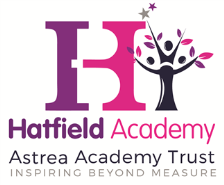 H
Hatfield Academy
Astrea Academy Trust
INSPIRING BEYOND MEASURE